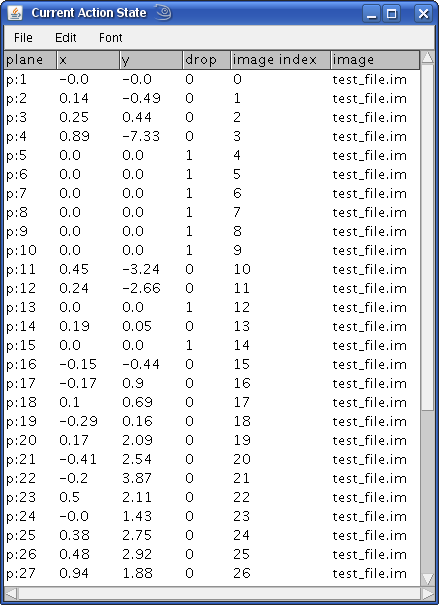 Current Action State
File Edit Font
plane x y drop image index image
p:1 -0.0 -0.0 0 0 test_file.im
p:2 0.14 -0.49 0 1 test_file.im
p:3 0.25 0.44 0 2 test_file.im
p:4 0.89 -7.33 0 3 test_file.im
p:5 0.0 0.0 1 4 test_file.im
p:6 0.0 0.0 1 5 test_file.im
p:7 0.0 0.0 1 6 test_file.im
p:8 0.0 0.0 1 7 test_file.im
p:9 0.0 0.0 1 8 test_file.im
p:10 0.0 0.0 1 9 test_file.im
p:11 0.45 -3.24 0 10 test_file.im
p:12 0.24 -2.66 0 11 test_file.im
p:13 0.0 0.0 1 12 test_file.im
p:14 0.19 0.05 0 13 test_file.im
p:15 0.0 0.0 1 14 test_file.im
p:16 -0.15 -0.44 0 15 test_file.im
p:17 -0.17 0.9 0 16 test_file.im
p:18 0.1 0.69 0 17 test_file.im
p:19 -0.29 0.16 0 18 test_file.im
p:20 0.17 2.09 0 19 test_file.im
p:21 -0.41 2.54 0 20 test_file.im
p:22 -0.2 3.87 0 21 test_file.im
p:23 0.5 2.11 0 22 test_file.im
p:24 -0.0 1.43 0 23 test_file.im
p:25 0.38 2.75 0 24 test_file.im
p:26 0.48 2.92 0 25 test_file.im
p:27 0.94 1.88 0 26 test_file.im